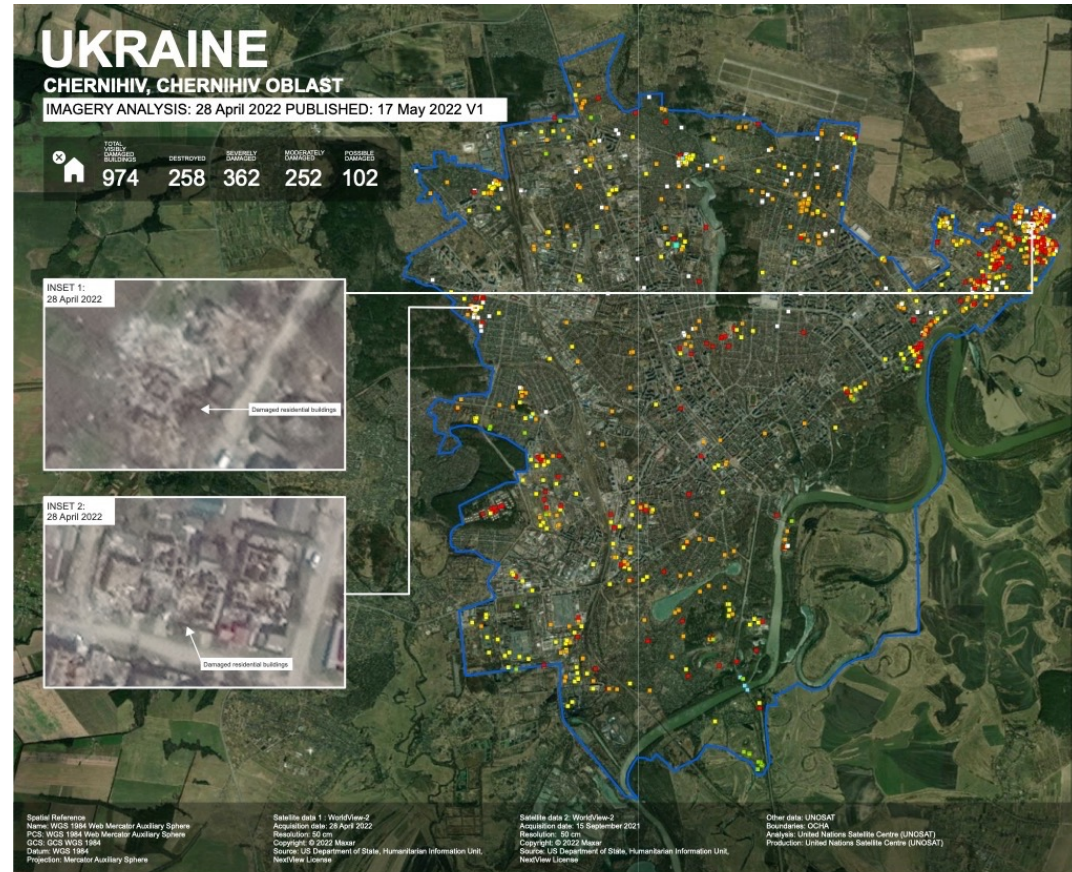 UKRAINE
CHERNIHIV, CHERNIHIV OBLAST
IMAGERY ANALYSIS: 28 April 2022 PUBLISHED: 17 May 2022 V1
TOTAL
VISIBLY
DAMAGED
BUILDINGS
974
DESTROYED
258
SEVERELY
DAMAGED
362
MODERATELY
DAMAGED
252
POSSIBLE
DAMAGED
102
INSET 1:
28 April 2022
Damaged residential buildings
INSET 2:
28 April 2022
Damaged residential buildings
Spatial Reference
Name: WGS 1984 Web Mercator Auxiliary Sphere
PCS: WGS 1984 Web Mercator Auxiliary Sphere
GCS: GCS WGS 1984
Datum: WGS 1984
Projection: Mercator Auxiliary Sphere
Satellite data 1 : WorldView-2
Acquisition date: 28 April 2022
Resolution: 50 cm
Copyright: © 2022 Maxar
Source: US Department of State, Humanitarian Information Unit,
NextView License
Satellite data 2: WorldView-2
Acquisition date: 15 September 2021
Resolution: 50 cm
Copyright: © 2022 Maxar
Source: US Department of State, Humanitarian Information Unit,
NextView License
Other data: UNOSAT
Boundaries: OCHA
Analysis: United Nations Satellite Centre (UNOSAT)
Production: United Nations Satellite Centre (UNOSAT)